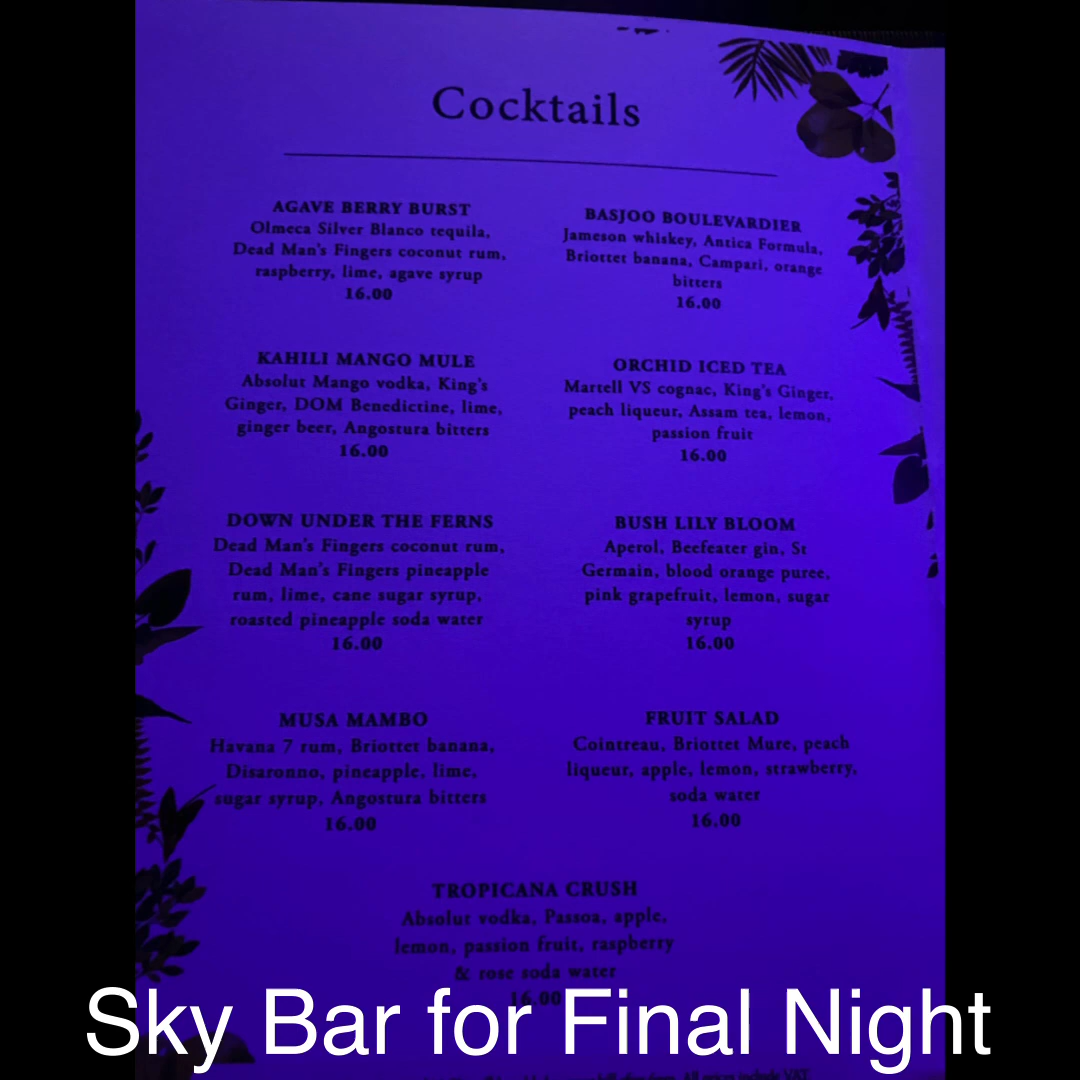 Cocktails
AGAVE BERRY BURST
Olmeca Silver Blanco tequila,
Dead Man's Fingers coconut rum,
raspberry, lime, agave syrup
16.00
BASJOO BOULEVARDIER
Jameson whiskey, Antica Formula,
Briottet banana, Campari, orange
bitters
16.00
KAHILI MANGO MULE
Absolut Mango vodka, King's
Ginger, DOM Benedictine, lime,
ginger beer, Angostura bitters
16.00
ORCHID ICED TEA
Martell VS cognac, King's Ginger,
peach liqueur, Assam tea, lemon,
passion fruit
16.00
DOWN UNDER THE FERNS
Dead Man's Fingers coconut rum,
Dead Man's Fingers pineapple
rum, lime, cane sugar syrup,
roasted pineapple soda water
16.00
BUSH LILY BLOOM
Aperol, Beefeater gin, St
Germain, blood orange puree,
pink grapefruit, lemon, sugar
syrup
16.00
MUSA MAMBO
Havana 7 rum, Briottet banana,
Disaronno, pineapple, lime,
sugar syrup, Angostura bitters
16.00
FRUIT SALAD
Cointreau, Briottet Mure, peach
liqueur, apple, lemon, strawberry,
soda water
16.00
TROPICANA CRUSH
Absolut vodka, Passoa, apple,
lemon, passion fruit, raspberry
& rose soda water
16.00
Sky Bar for Final Night
All prices include VAT